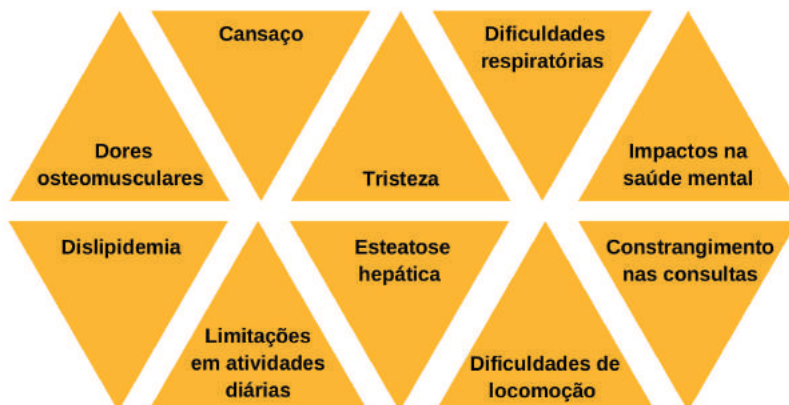 Cansaço
Dificuldades
respiratórias
Dores
osteomusculares
Tristeza
Impactos na
saúde mental
Dislipidemia
Esteatose
hepática
Constrangimento
nas consultas
Limitações
em atividades
diárias
Dificuldades de
locomoção